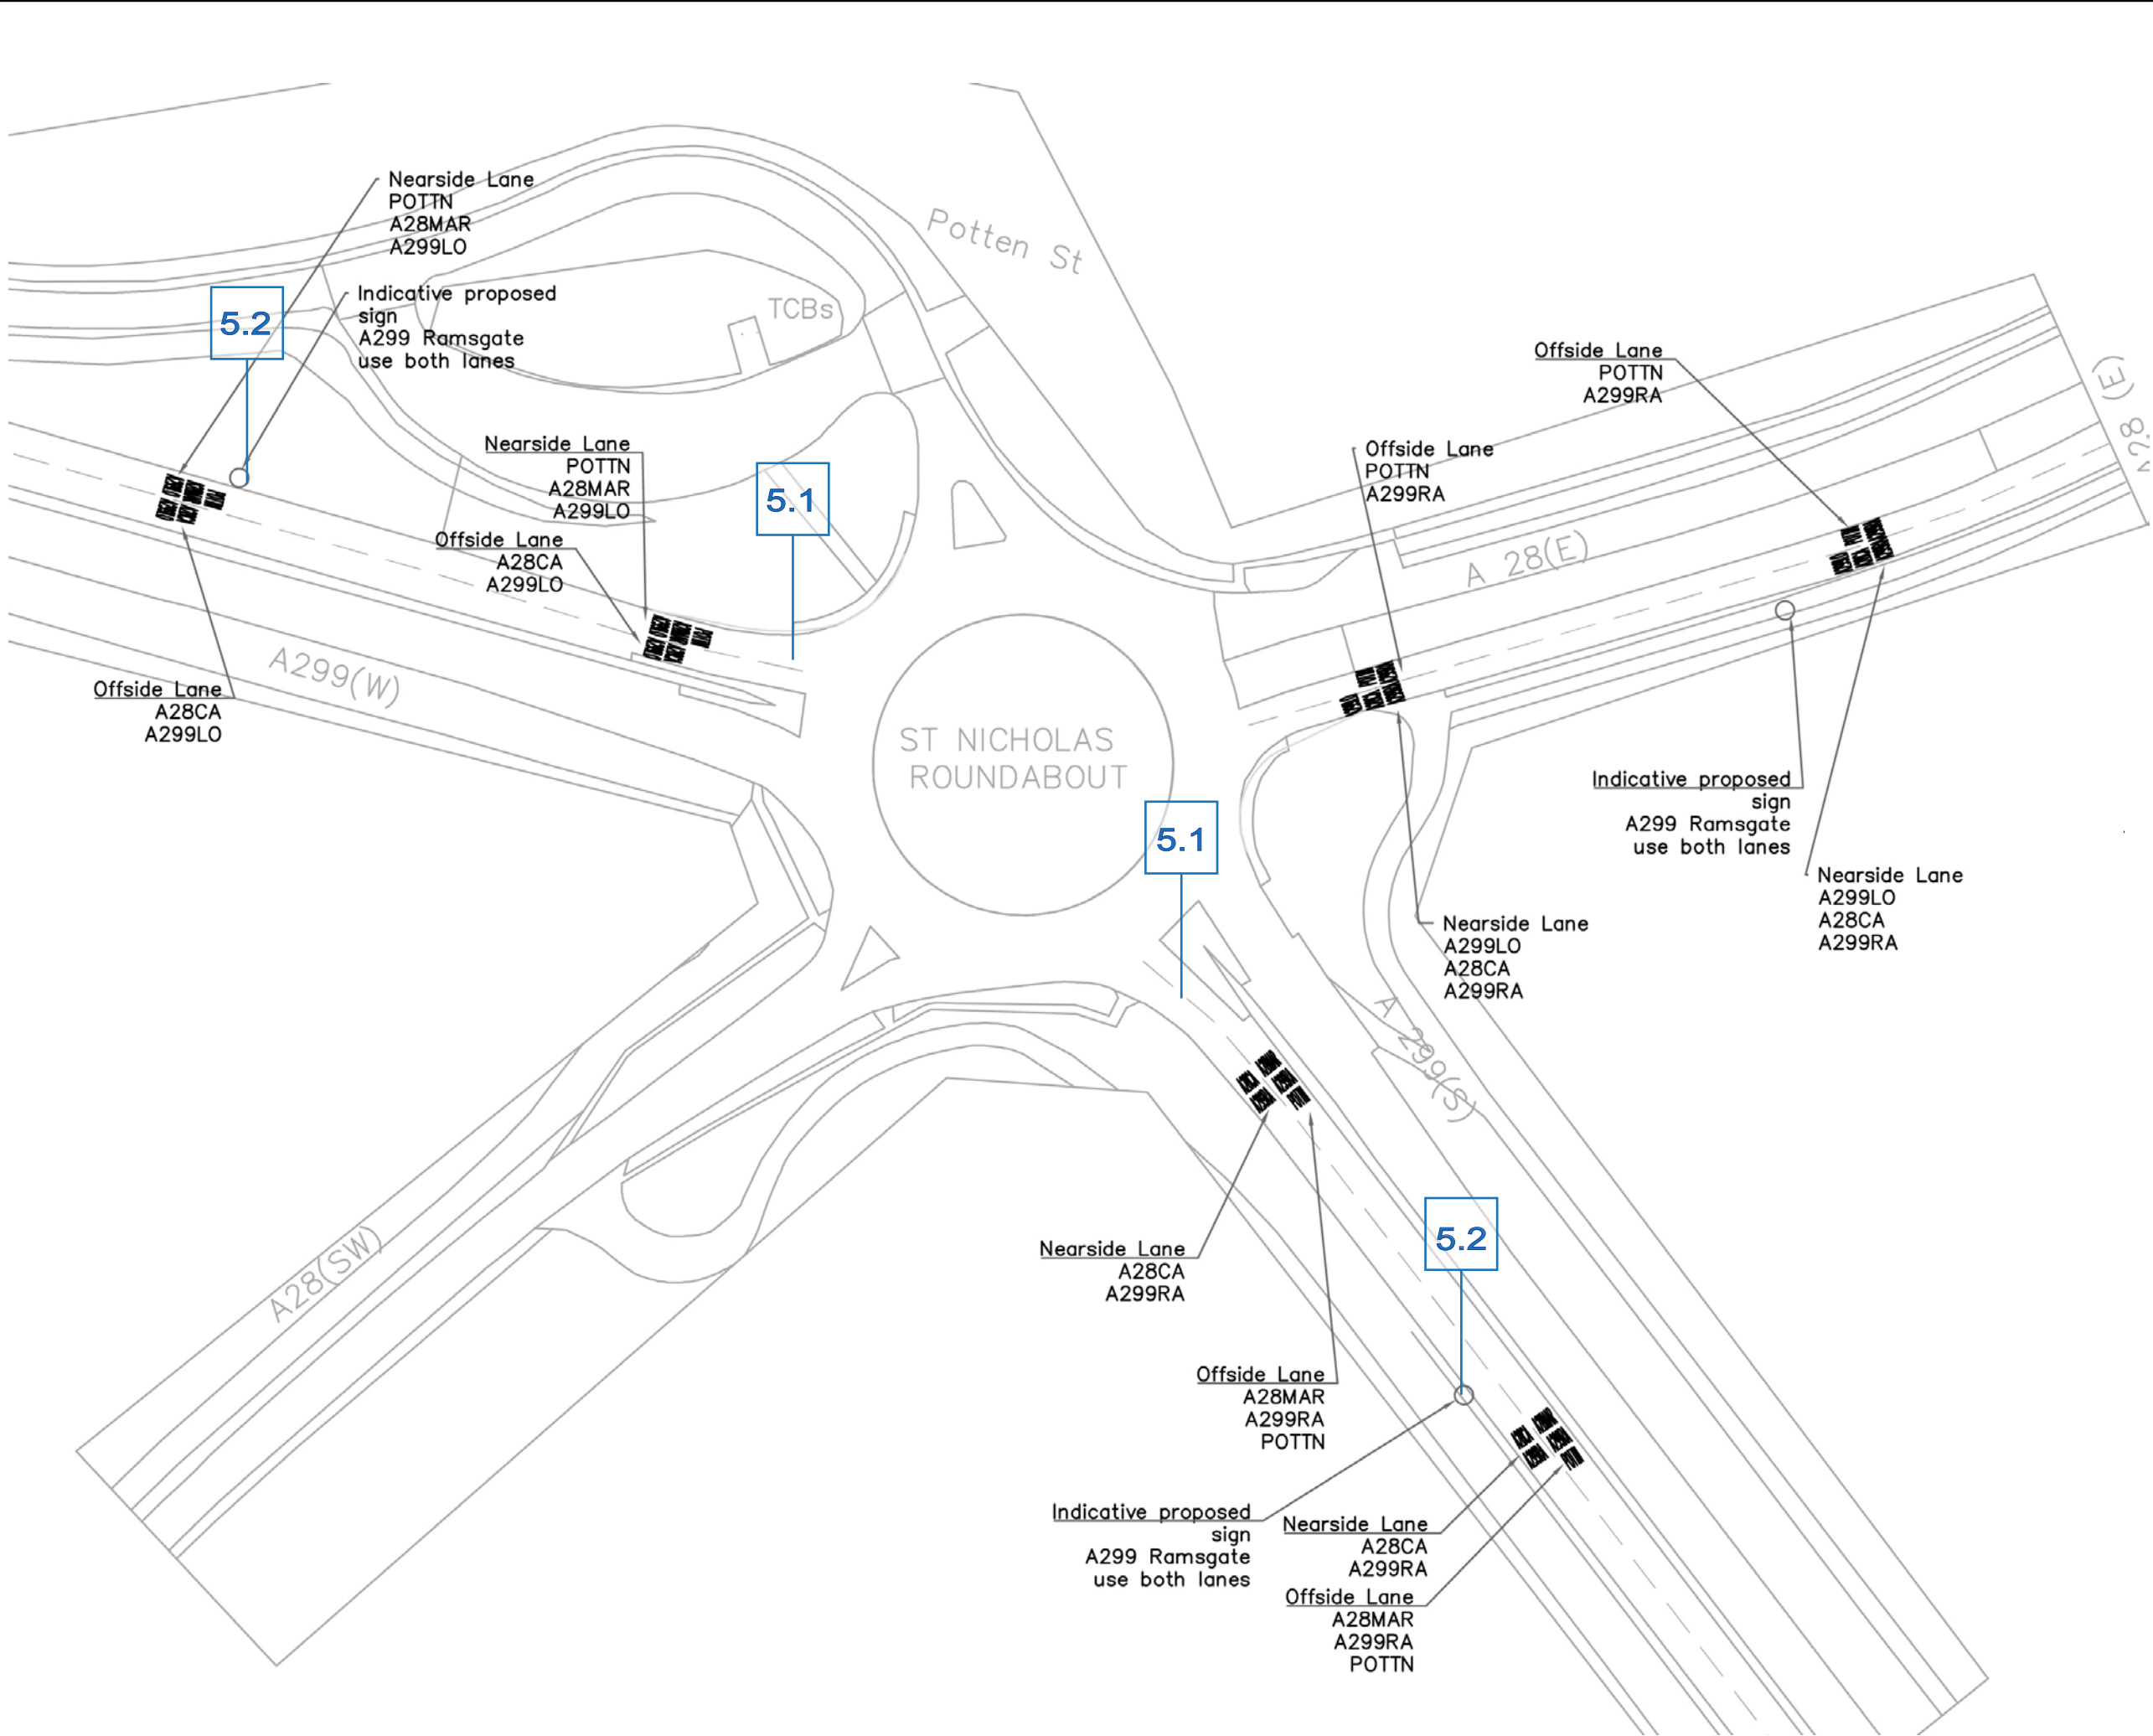 Potten St
Nearside Lane
POTTN
A28MAR
A299LO
Indicative proposed
sign
A299 Ramsgate
use both lanes
5.2
TCBs
Nearside Lane
POTTN
A28MAR
A299LO
5.1
Offside Lane
A28CA
A299LO
Offside Lane
POTTN
A299RA
Offside Lane
POTTN
A299RA
A 28(E)
A28 (E)
A299(W)
Offside Lane
A28CA
A299LO
ST NICHOLAS
ROUNDABOUT
5.1
Indicative proposed
sign
A299 Ramsgate
use both lanes
Nearside Lane
A299LO
A28CA
A299RA
Nearside Lane
A299LO
A28CA
A299RA
A 299(S)
A28(SW)
Nearside Lane
A28CA
A299RA
5.2
Offside Lane
A28MAR
A299RA
POTTN
Indicative proposed
sign
A299 Ramsgate
use both lanes
Nearside Lane
A28CA
A299RA
Offside Lane
A28MAR
A299RA
POTTN